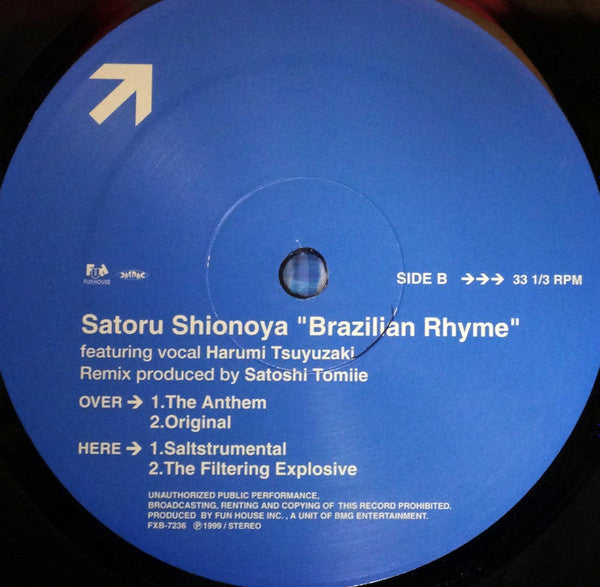 FUN
FUNHOUSE
SIDE B →→→ 33 1/3 RPM
Satoru Shionoya "Brazilian Rhyme"
featuring vocal Harumi Tsuyuzaki
Remix produced by Satoshi Tomiie
OVER → 1.The Anthem
2.Original
HERE → 1.Saltstrumental
2.The Filtering Explosive
UNAUTHORIZED PUBLIC PERFORMANCE,
BROADCASTING, RENTING AND COPYING OF THIS RECORD PROHIBITED.
PRODUCED BY FUN HOUSE INC. , A UNIT OF BMG ENTERTAINMENT.
FXB-7236 ℗1999 / STEREO